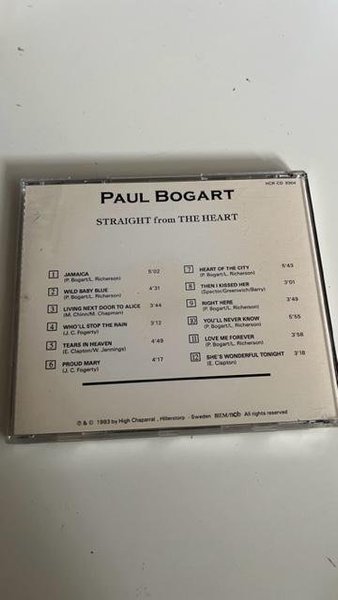 HCR CD 9304
PAUL BOGART
STRAIGHT from THE HEART
1 JAMAICA 5'02
(P. Bogart/L. Richerson)
2 WILD BABY BLUE 4'31
(P. Bogart/L. Richerson)
3 LIVING NEXT DOOR TO ALICE 3'44
(M. Chinn/M. Chapman)
4 WHO'LL STOP THE RAIN 3'12
(J. C. Fogerty)
5 TEARS IN HEAVEN 4'49
(E. Clapton/W. Jennings)
6 PROUD MARY 4'17
(J. C. Fogerty)
7 HEART OF THE CITY 5'43
(P. Bogart/L. Richerson)
8 THEN I KISSED HER 3'01
(Spector/Greenwich/Berry)
9 RIGHT HERE 3'49
(P. Bogart/L. Richerson)
10 YOU'LL NEVER KNOW 5'55
(P. Bogart/L. Richerson)
11 LOVE ME FOREVER 3'58
(P. Bogart/L. Richerson)
12 SHE'S WONDERFUL TONIGHT 3'18
(E. Clapton)
℗ & © 1993 by High Chaparral, Hillerstorp - Sweden BIEM/ncb All rights reserved